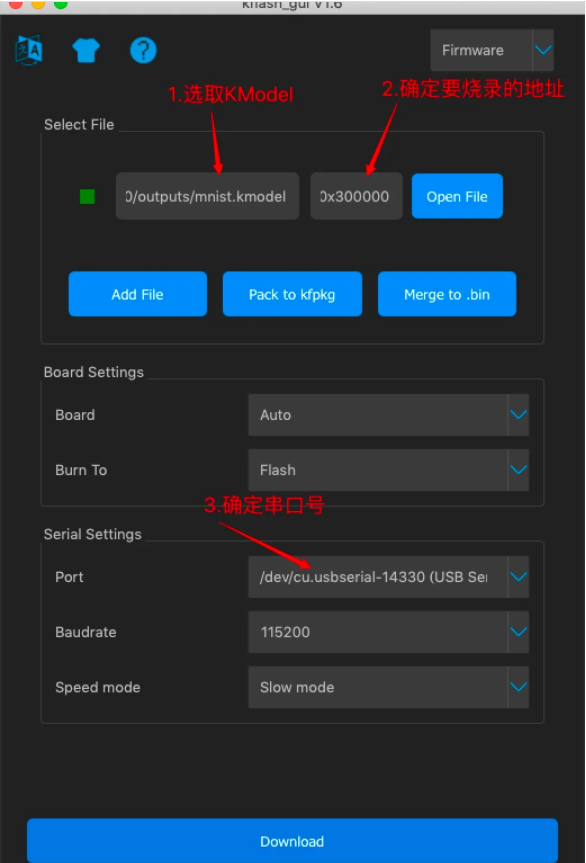 kflash_gui v1.6
Firmware
1.选取KModel
2.确定要烧录的地址
Select File
0/outputs/mnist.kmodel
0x300000
Open File
Add File
Pack to kfpkg
Merge to .bin
Board Settings
Board
Auto
Burn To
Flash
3.确定串口号
Serial Settings
Port
/dev/cu.usbserial-14330 (USB Ser
Baudrate
115200
Speed mode
Slow mode
Download